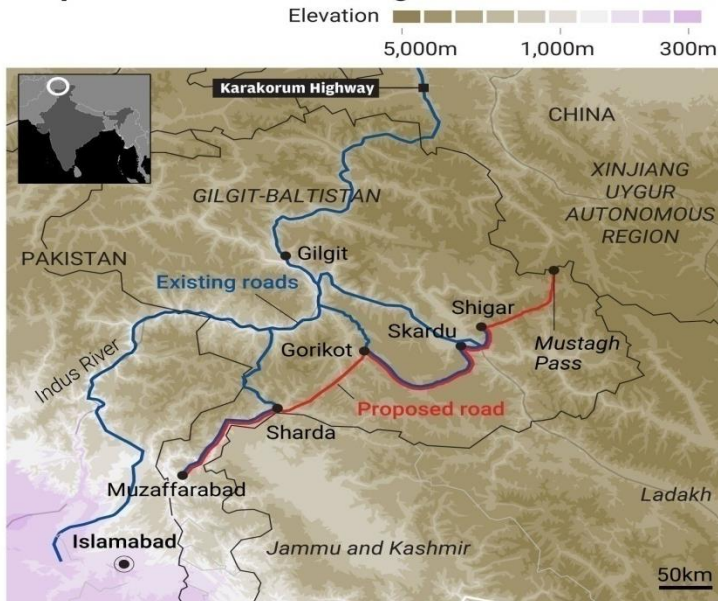 Elevation
5,000m 1,000m 300m
Karakorum Highway
CHINA
GILGIT-BALTISTAN
XINJIANG
UYGUR
AUTONOMOUS
REGION
PAKISTAN
Gilgit
Existing roads
Shigar
Skardu
Mustagh
Pass
Gorikot
Indus River
Proposed road
Sharda
Muzaffarabad
Ladakh
Islamabad
Jammu and Kashmir
50km